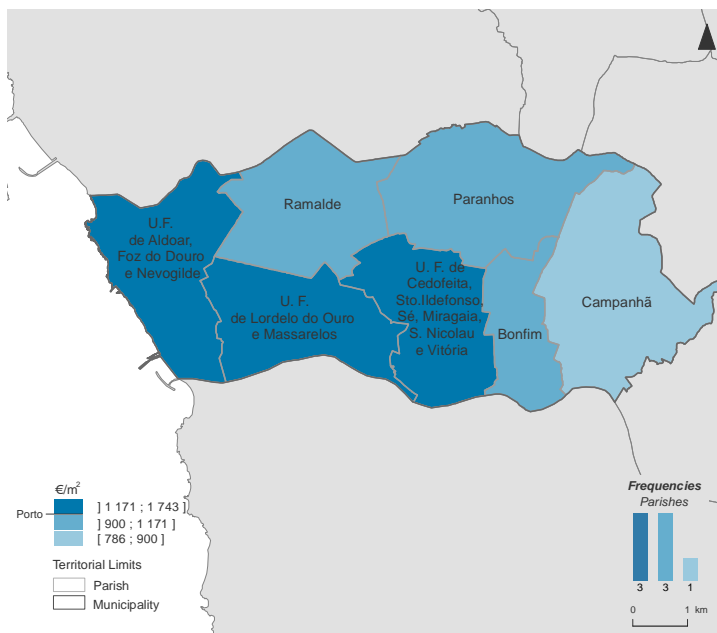 Ramalde
Paranhos
U.F.
de Aldoar,
Foz do Douro
e Nevogilde
U. F.
de Lordelo do Ouro
e Massarelos
U. F. de
Cedofeita,
Sto.Ildefonso,
Sé, Miragaia,
S. Nicolau
e Vitória
Bonfim
Campanhã
€/m²
Porto
] 1 171 ; 1 743 ]
] 900 ; 1 171 ]
[ 786 ; 900 ]
Territorial Limits
Parish
Municipality
Frequencies
Parishes
3 3 1
0 1 km